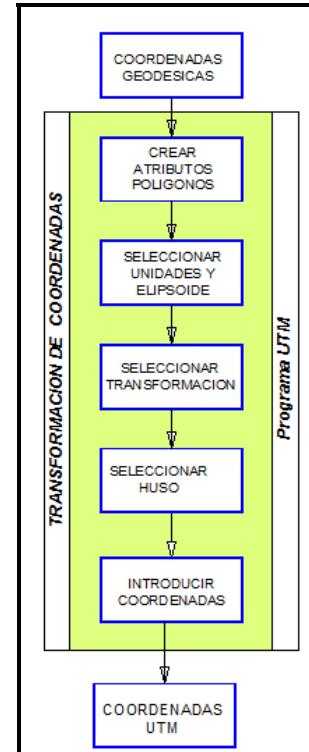 COORDENADAS
GEODESICAS
CREAR
ATRIBUTOS
POLIGONOS
SELECCIONAR
UNIDADES Y
ELIPSOIDE
SELECCIONAR
TRANSFORMACION
SELECCIONAR
HUSO
INTRODUCIR
COORDENADAS
COORDENADAS
UTM
TRANSFORMACION DE COORDENADAS
Programa UTM